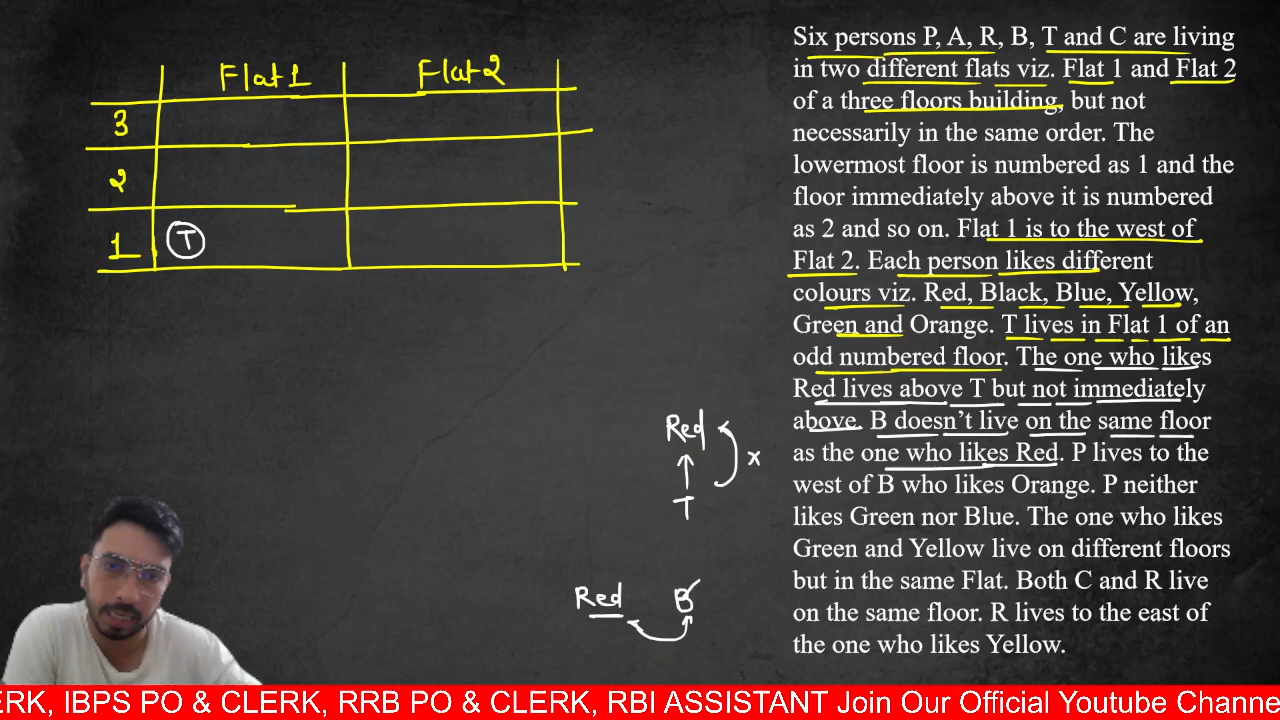 Flat 1 Flat 2
3
2
1 T
Red
T
x
Red B
Six persons P, A, R, B, T and C are living
in two different flats viz. Flat 1 and Flat 2
of a three floors building, but not
necessarily in the same order. The
lowermost floor is numbered as 1 and the
floor immediately above it is numbered
as 2 and so on. Flat 1 is to the west of
Flat 2. Each person likes different
colours viz. Red, Black, Blue, Yellow,
Green and Orange. T lives in Flat 1 of an
odd numbered floor. The one who likes
Red lives above T but not immediately
above. B doesn’t live on the same floor
as the one who likes Red. P lives to the
west of B who likes Orange. P neither
likes Green nor Blue. The one who likes
Green and Yellow live on different floors
but in the same Flat. Both C and R live
on the same floor. R lives to the east of
the one who likes Yellow.
ERK, IBPS PO & CLERK, RRB PO & CLERK, RBI ASSISTANT Join Our Official Youtube Channe